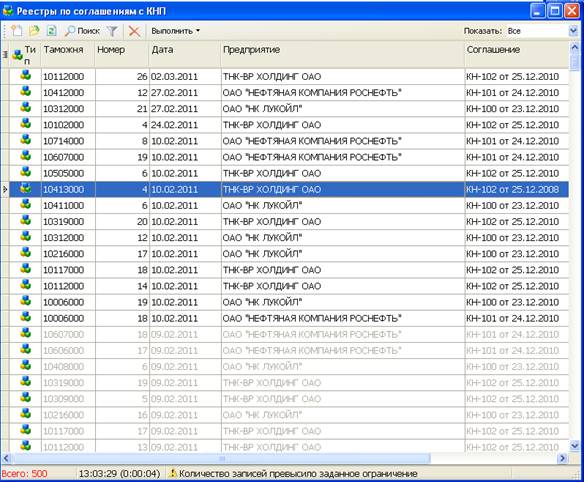 Реестры по соглашениям с КНП
Поиск Выполнить Показать: Все
Тип Таможня Номер Дата Предприятие Соглашение
10112000 26 02.03.2011 ТНК-ВР ХОЛДИНГ ОАО КН-102 от 25.12.2010
10412000 12 27.02.2011 ОАО "НЕФТЯНАЯ КОМПАНИЯ РОСНЕФТЬ" КН-101 от 24.12.2010
10312000 21 27.02.2011 ОАО "НК ЛУКОЙЛ" КН-100 от 23.12.2010
10102000 4 24.02.2011 ТНК-ВР ХОЛДИНГ ОАО КН-102 от 25.12.2010
10714000 8 10.02.2011 ОАО "НЕФТЯНАЯ КОМПАНИЯ РОСНЕФТЬ" КН-101 от 24.12.2010
10607000 19 10.02.2011 ОАО "НЕФТЯНАЯ КОМПАНИЯ РОСНЕФТЬ" КН-101 от 24.12.2010
10505000 6 10.02.2011 ТНК-ВР ХОЛДИНГ ОАО КН-102 от 25.12.2010
10413000 4 10.02.2011 ТНК-ВР ХОЛДИНГ ОАО КН-102 от 25.12.2008
10411000 6 10.02.2011 ОАО "НК ЛУКОЙЛ" КН-100 от 23.12.2010
10319000 20 10.02.2011 ТНК-ВР ХОЛДИНГ ОАО КН-102 от 25.12.2010
10312000 12 10.02.2011 ОАО "НК ЛУКОЙЛ" КН-100 от 23.12.2010
10216000 17 10.02.2011 ОАО "НК ЛУКОЙЛ" КН-100 от 23.12.2010
10117000 18 10.02.2011 ТНК-ВР ХОЛДИНГ ОАО КН-102 от 25.12.2010
10112000 14 10.02.2011 ТНК-ВР ХОЛДИНГ ОАО КН-102 от 25.12.2010
10006000 19 10.02.2011 ОАО "НК ЛУКОЙЛ" КН-100 от 23.12.2010
10006000 18 10.02.2011 ОАО "НЕФТЯНАЯ КОМПАНИЯ РОСНЕФТЬ" КН-101 от 24.12.2010
10607000 18 09.02.2011 ОАО "НЕФТЯНАЯ КОМПАНИЯ РОСНЕФТЬ" КН-101 от 24.12.2010
10606000 17 09.02.2011 ОАО "НЕФТЯНАЯ КОМПАНИЯ РОСНЕФТЬ" КН-101 от 24.12.2010
10408000 6 09.02.2011 ОАО "НК ЛУКОЙЛ" КН-100 от 23.12.2010
10319000 19 09.02.2011 ТНК-ВР ХОЛДИНГ ОАО КН-102 от 25.12.2010
10309000 5 09.02.2011 ТНК-ВР ХОЛДИНГ ОАО КН-102 от 25.12.2010
10216000 16 09.02.2011 ОАО "НК ЛУКОЙЛ" КН-100 от 23.12.2010
10117000 17 09.02.2011 ТНК-ВР ХОЛДИНГ ОАО КН-102 от 25.12.2010
10112000 13 09.02.2011 ТНК-ВР ХОЛДИНГ ОАО КН-102 от 25.12.2010
Всего: 500 13:03:29 (0:00:04) Количество записей превысило заданное ограничение